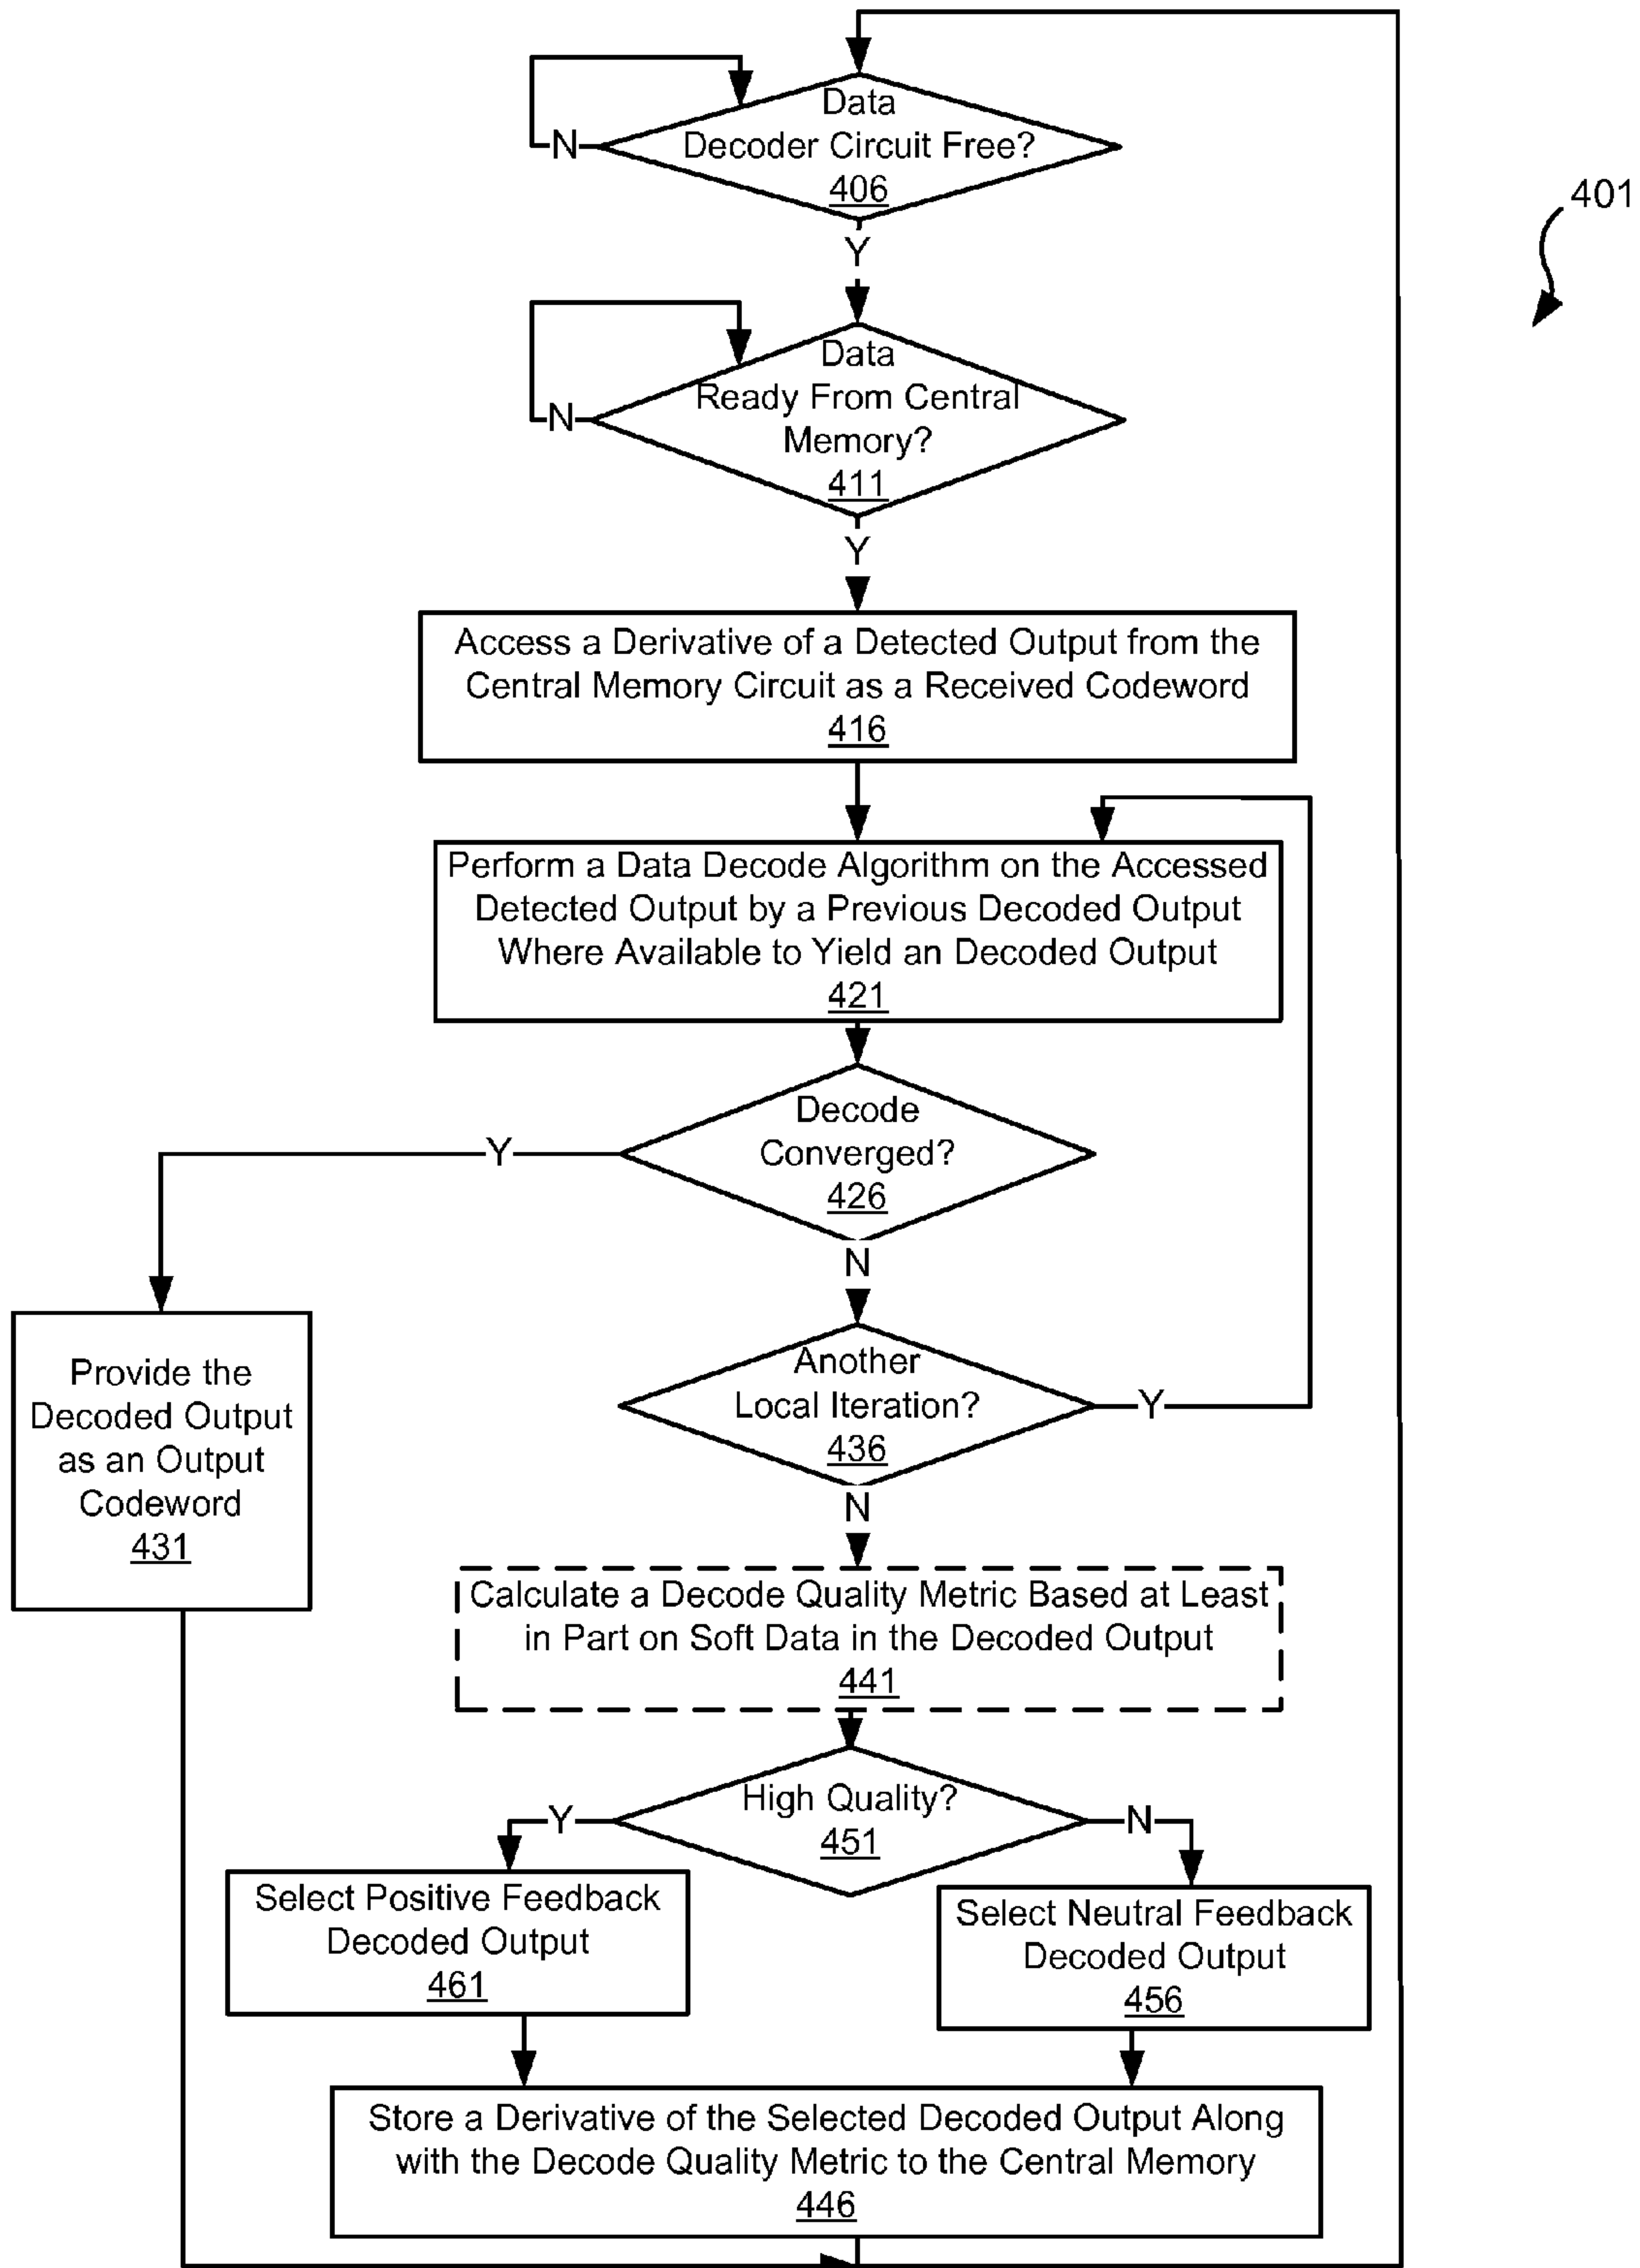 Data
Decoder Circuit Free?
406
N
401
Y
Data
Ready From Central
Memory?
411
N
Y
Access a Derivative of a Detected Output from the
Central Memory Circuit as a Received Codeword
416
Perform a Data Decode Algorithm on the Accessed
Detected Output by a Previous Decoded Output
Where Available to Yield an Decoded Output
421
Decode
Converged?
426
Y
N
Provide the
Decoded Output
as an Output
Codeword
431
Another
Local Iteration?
436
Y
N
Calculate a Decode Quality Metric Based at Least
in Part on Soft Data in the Decoded Output
441
High Quality?
451
Y
N
Select Positive Feedback
Decoded Output
461
Select Neutral Feedback
Decoded Output
456
Store a Derivative of the Selected Decoded Output Along
with the Decode Quality Metric to the Central Memory
446